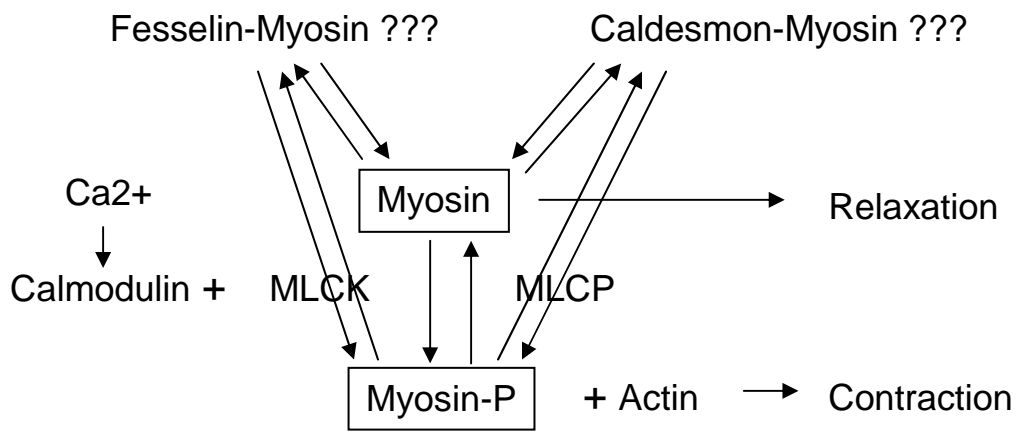 Fesselin-Myosin ??? Caldesmon-Myosin ???
Ca2+
Myosin
Relaxation
Calmodulin + MLCK MLCP
Myosin-P + Actin Contraction